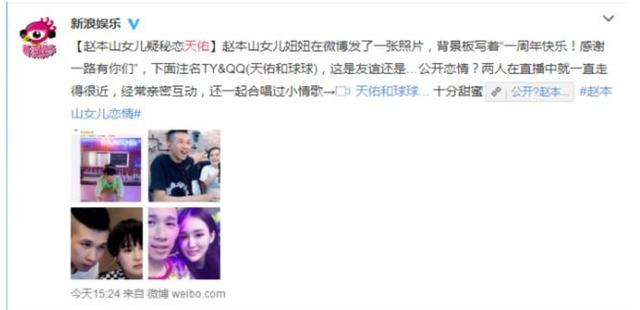 新浪娱乐
【赵本山女儿疑秘恋天佑】赵本山女儿妞妞在微博发了一张照片，背景板写着“一周年快乐！感谢
一路有你们”，下面注名TY&QQ(天佑和球球)，这是友谊还是…公开恋情？两人在直播中就一直走
得很近，经常亲密互动，还一起合唱过小情歌→天佑和球球... 十分甜蜜 公开?赵本... #赵本
山女儿恋情#
今天 15:24 来自 微博 weibo.com